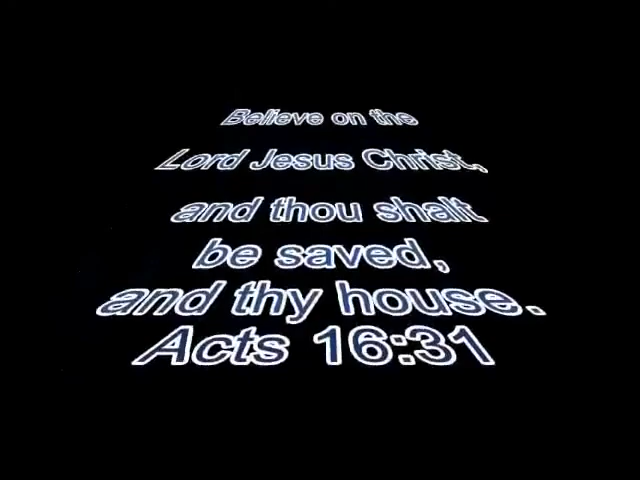 Believe on the
Lord Jesus Christ,
and thou shalt
be saved,
and thy house.
Acts 16:31